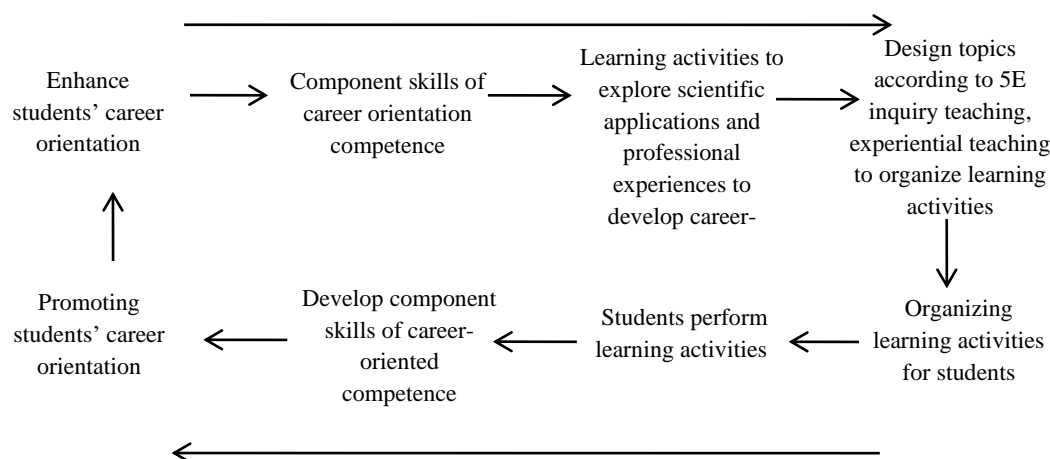 Enhance
students’ career
orientation
Component skills of
career orientation
competence
Learning activities to
explore scientific
applications and
professional
experiences to
develop career-
Design topics
according to 5E
inquiry teaching,
experiential teaching
to organize learning
activities
Promoting
students’ career
orientation
Develop component
skills of career-
oriented
competence
Students perform
learning activities
Organizing
learning activities
for students